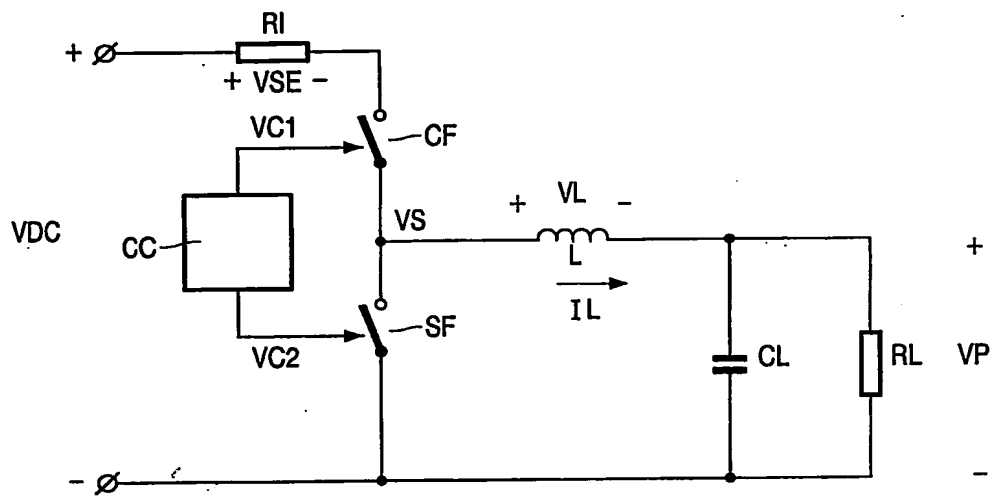 RI
+
+ VSE −
VC1
CF
VDC
CC
VS
+ VL −
L
IL
+
SF
VC2
CL
RL
VP
−
−